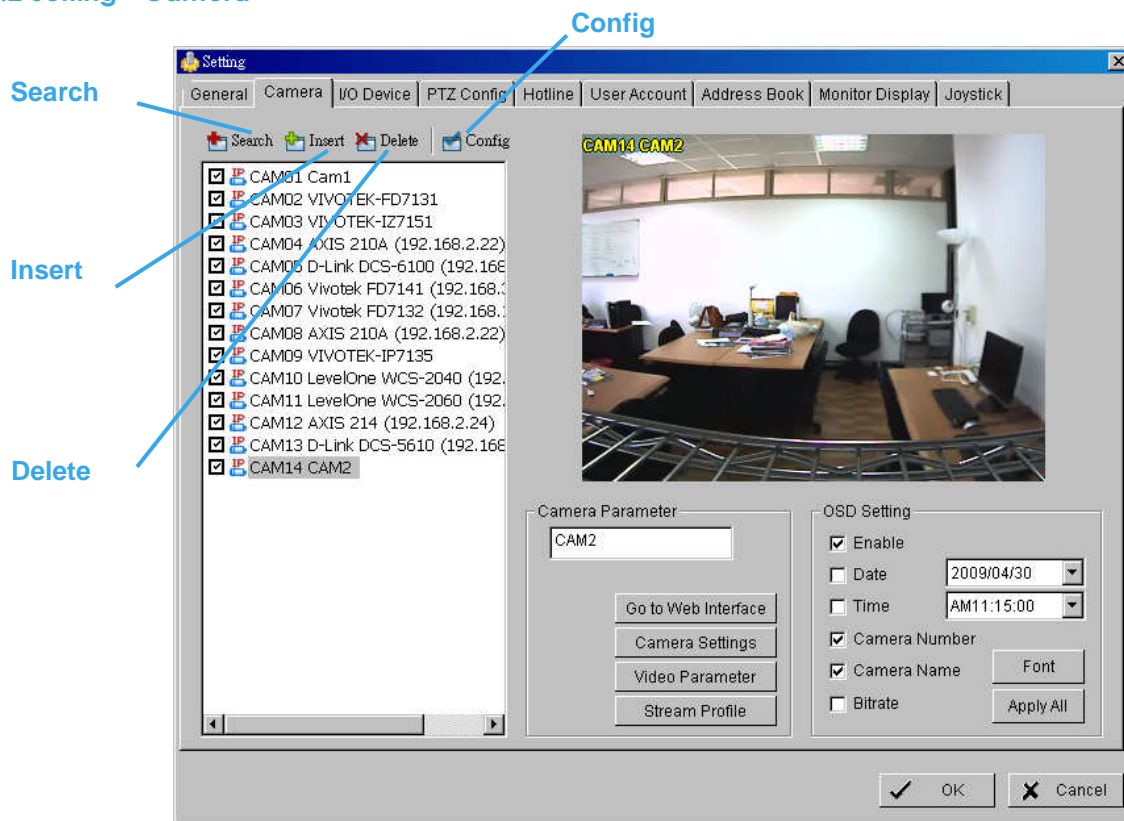 Setting – Camera
Config
Search
Insert
Delete
Setting
General Camera I/O Device PTZ Config Hotline User Account Address Book Monitor Display Joystick
Search Insert Delete Config
CAM01 Cam1
CAM02 VIVOTEK-FD7131
CAM03 VIVOTEK-IZ7151
CAM04 AXIS 210A (192.168.2.22)
CAM05 D-Link DCS-6100 (192.168
CAM06 Vivotek FD7141 (192.168.
CAM07 Vivotek FD7132 (192.168.
CAM08 AXIS 210A (192.168.2.22)
CAM09 VIVOTEK-IP7135
CAM10 LevelOne WCS-2040 (192.
CAM11 LevelOne WCS-2060 (192.
CAM12 AXIS 214 (192.168.2.24)
CAM13 D-Link DCS-5610 (192.168
CAM14 CAM2
CAM14 CAM2
Camera Parameter
CAM2
Go to Web Interface
Camera Settings
Video Parameter
Stream Profile
OSD Setting
Enable
Date 2009/04/30
Time AM11:15:00
Camera Number
Camera Name Font
Bitrate Apply All
OK Cancel